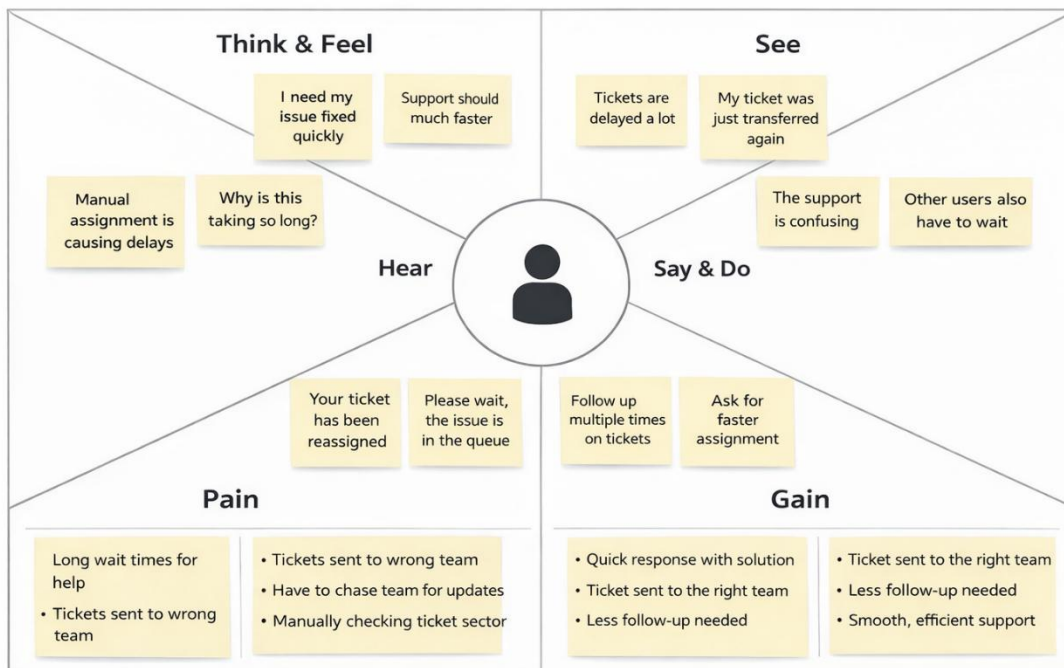 Think & Feel
I need my
issue fixed
quickly
Support should
much faster
Manual
assignment is
causing delays
Why is this
taking so long?
See
Tickets are
delayed a lot
My ticket was
just transferred
again
The support
is confusing
Other users also
have to wait
Hear
Say & Do
Your ticket
has been
reassigned
Please wait,
the issue is
in the queue
Follow up
multiple times
on tickets
Ask for
faster
assignment
Pain
Long wait times for
help
• Tickets sent to wrong
team
• Tickets sent to wrong team
• Have to chase team for updates
• Manually checking ticket sector
Gain
• Quick response with solution
• Ticket sent to the right team
• Less follow-up needed
• Ticket sent to the right team
• Less follow-up needed
• Smooth, efficient support